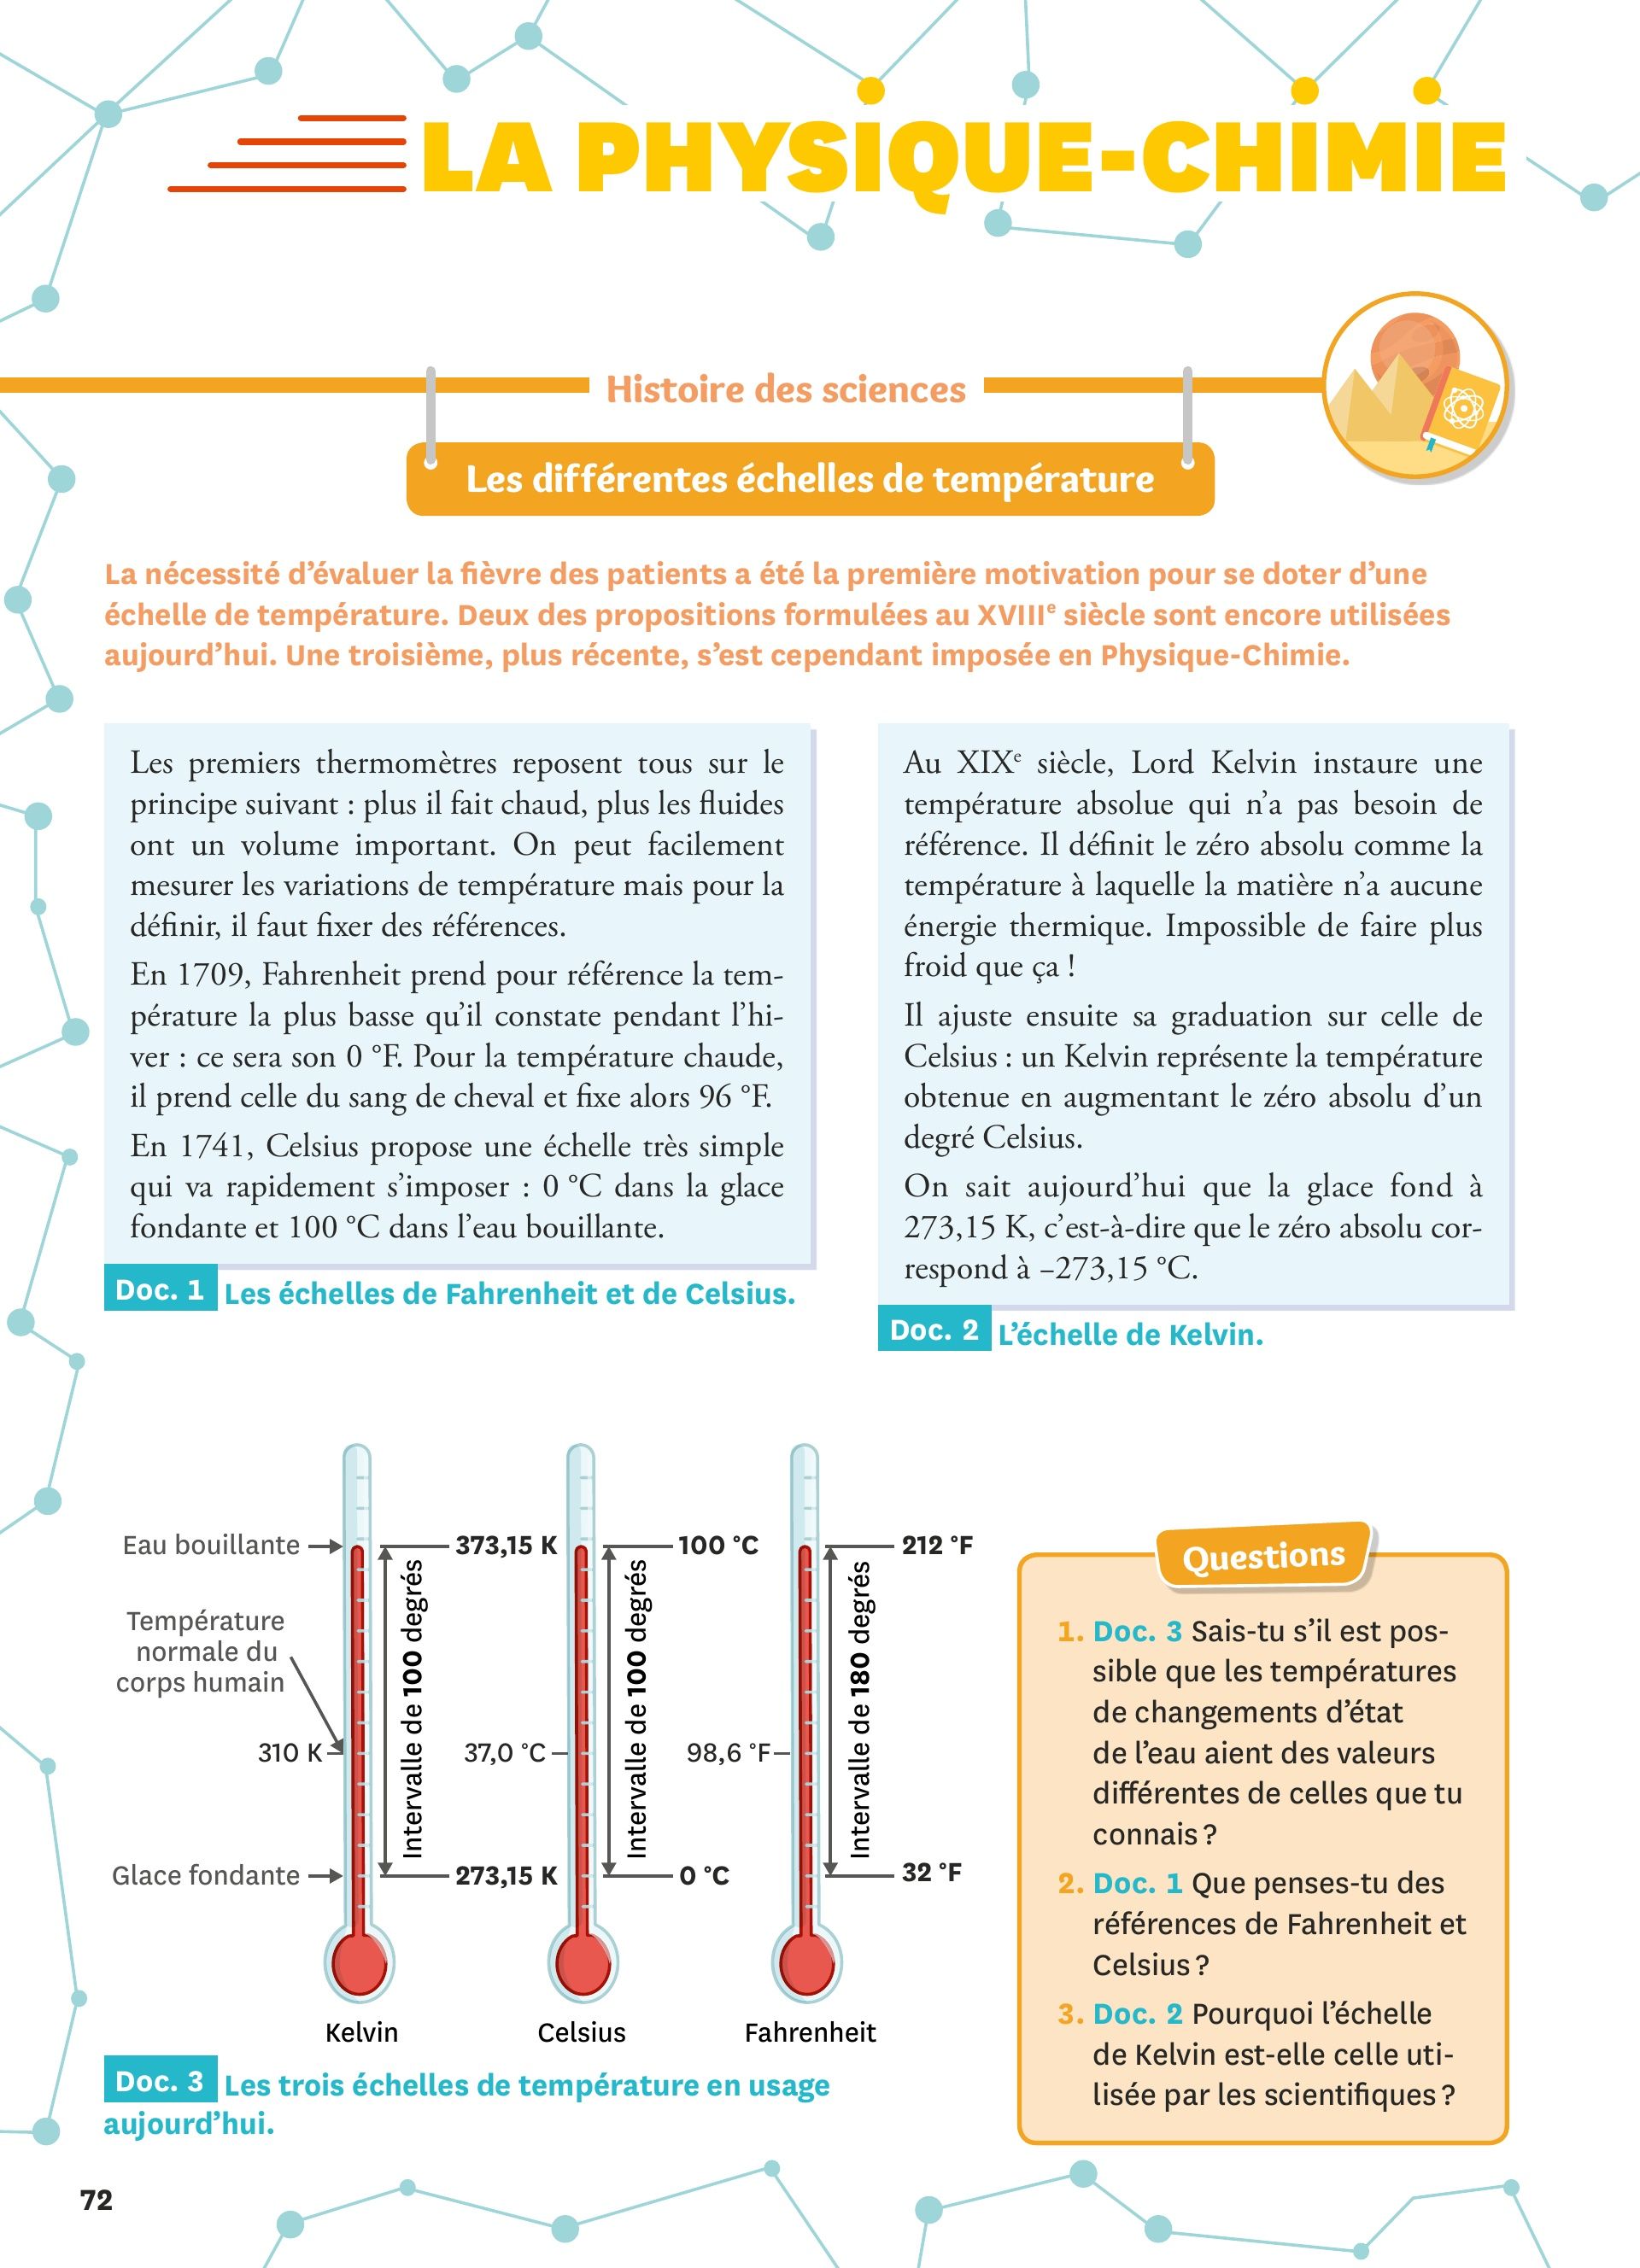 LA PHYSIQUE-CHIMIE
Histoire des sciences
Les différentes échelles de température
La nécessité d’évaluer la fièvre des patients a été la première motivation pour se doter d’une
échelle de température. Deux des propositions formulées au XVIIIᵉ siècle sont encore utilisées
aujourd’hui. Une troisième, plus récente, s’est cependant imposée en Physique-Chimie.
Les premiers thermomètres reposent tous sur le
principe suivant : plus il fait chaud, plus les fluides
ont un volume important. On peut facilement
mesurer les variations de température mais pour la
définir, il faut fixer des références.
En 1709, Fahrenheit prend pour référence la tem-
pérature la plus basse qu’il constate pendant l’hi-
ver : ce sera son 0 °F. Pour la température chaude,
il prend celle du sang de cheval et fixe alors 96 °F.
En 1741, Celsius propose une échelle très simple
qui va rapidement s’imposer : 0 °C dans la glace
fondante et 100 °C dans l’eau bouillante.
Doc. 1 Les échelles de Fahrenheit et de Celsius.
Au XIXᵉ siècle, Lord Kelvin instaure une
température absolue qui n’a pas besoin de
référence. Il définit le zéro absolu comme la
température à laquelle la matière n’a aucune
énergie thermique. Impossible de faire plus
froid que ça !
Il ajuste ensuite sa graduation sur celle de
Celsius : un Kelvin représente la température
obtenue en augmentant le zéro absolu d’un
degré Celsius.
On sait aujourd’hui que la glace fond à
273,15 K, c’est-à-dire que le zéro absolu cor-
respond à –273,15 °C.
Doc. 2 L’échelle de Kelvin.
Eau bouillante
373,15 K
100 °C
212 °F
Température
normale du
corps humain
Intervalle de 100 degrés
Intervalle de 100 degrés
Intervalle de 180 degrés
310 K
37,0 °C
98,6 °F
Glace fondante
273,15 K
0 °C
32 °F
Kelvin
Celsius
Fahrenheit
Doc. 3 Les trois échelles de température en usage
aujourd’hui.
Questions
1. Doc. 3 Sais-tu s’il est pos-
sible que les températures
de changements d’état
de l’eau aient des valeurs
différentes de celles que tu
connais ?
2. Doc. 1 Que penses-tu des
références de Fahrenheit et
Celsius ?
3. Doc. 2 Pourquoi l’échelle
de Kelvin est-elle celle uti-
lisée par les scientifiques ?
72